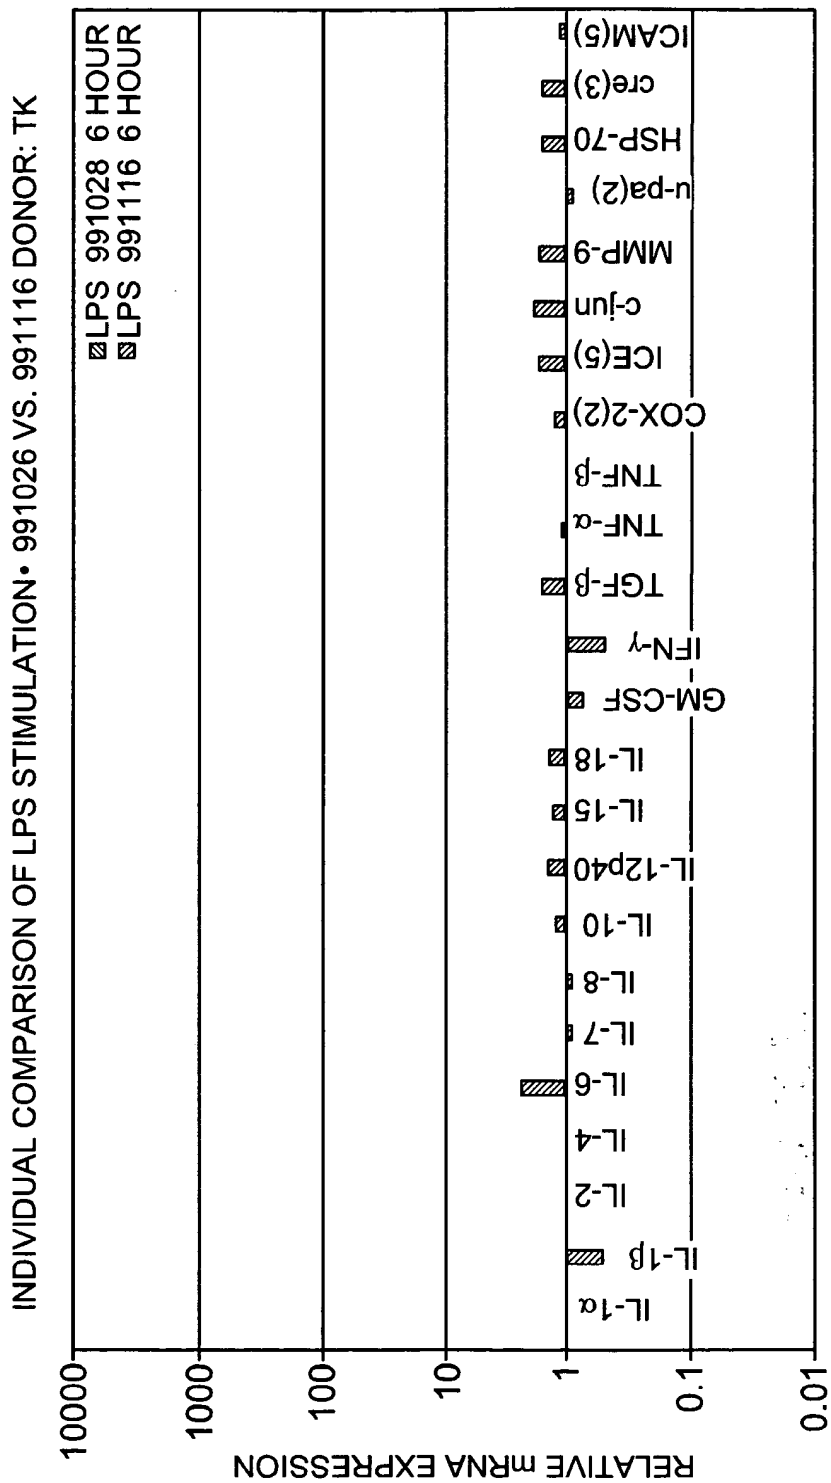 INDIVIDUAL COMPARISON OF LPS STIMULATION • 991026 VS. 991116 DONOR: TK
LPS 991028 6 HOUR
LPS 991116 6 HOUR
RELATIVE mRNA EXPRESSION
10000
1000
100
10
1
0.1
0.01
IL-1α
IL-1β
IL-2
IL-4
IL-6
IL-7
IL-8
IL-10
IL-12p40
IL-15
IL-18
GM-CSF
IFN-γ
TGF-β
TNF-α
TNF-β
COX-2(2)
ICE(5)
c-jun
MMP-9
u-pa(2)
HSP-70
cre(3)
ICAM(5)